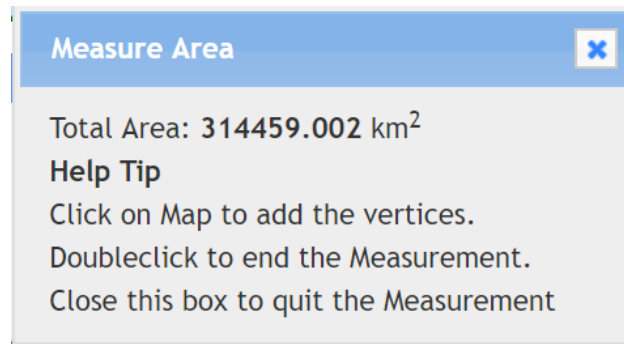 Measure Area
Total Area: 314459.002 km²
Help Tip
Click on Map to add the vertices.
Doubleclick to end the Measurement.
Close this box to quit the Measurement